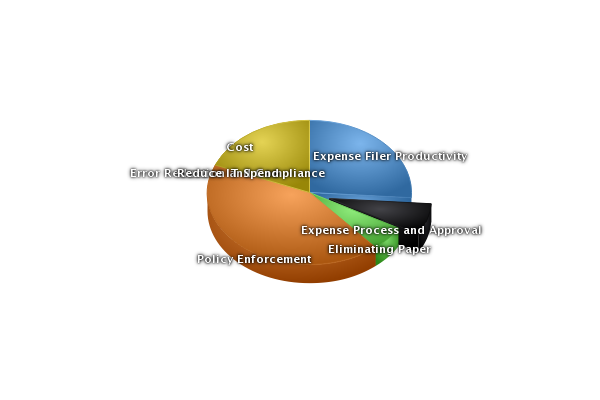 Cost
Expense Filer Productivity
Expense Process and Approval
Eliminating Paper
Policy Enforcement